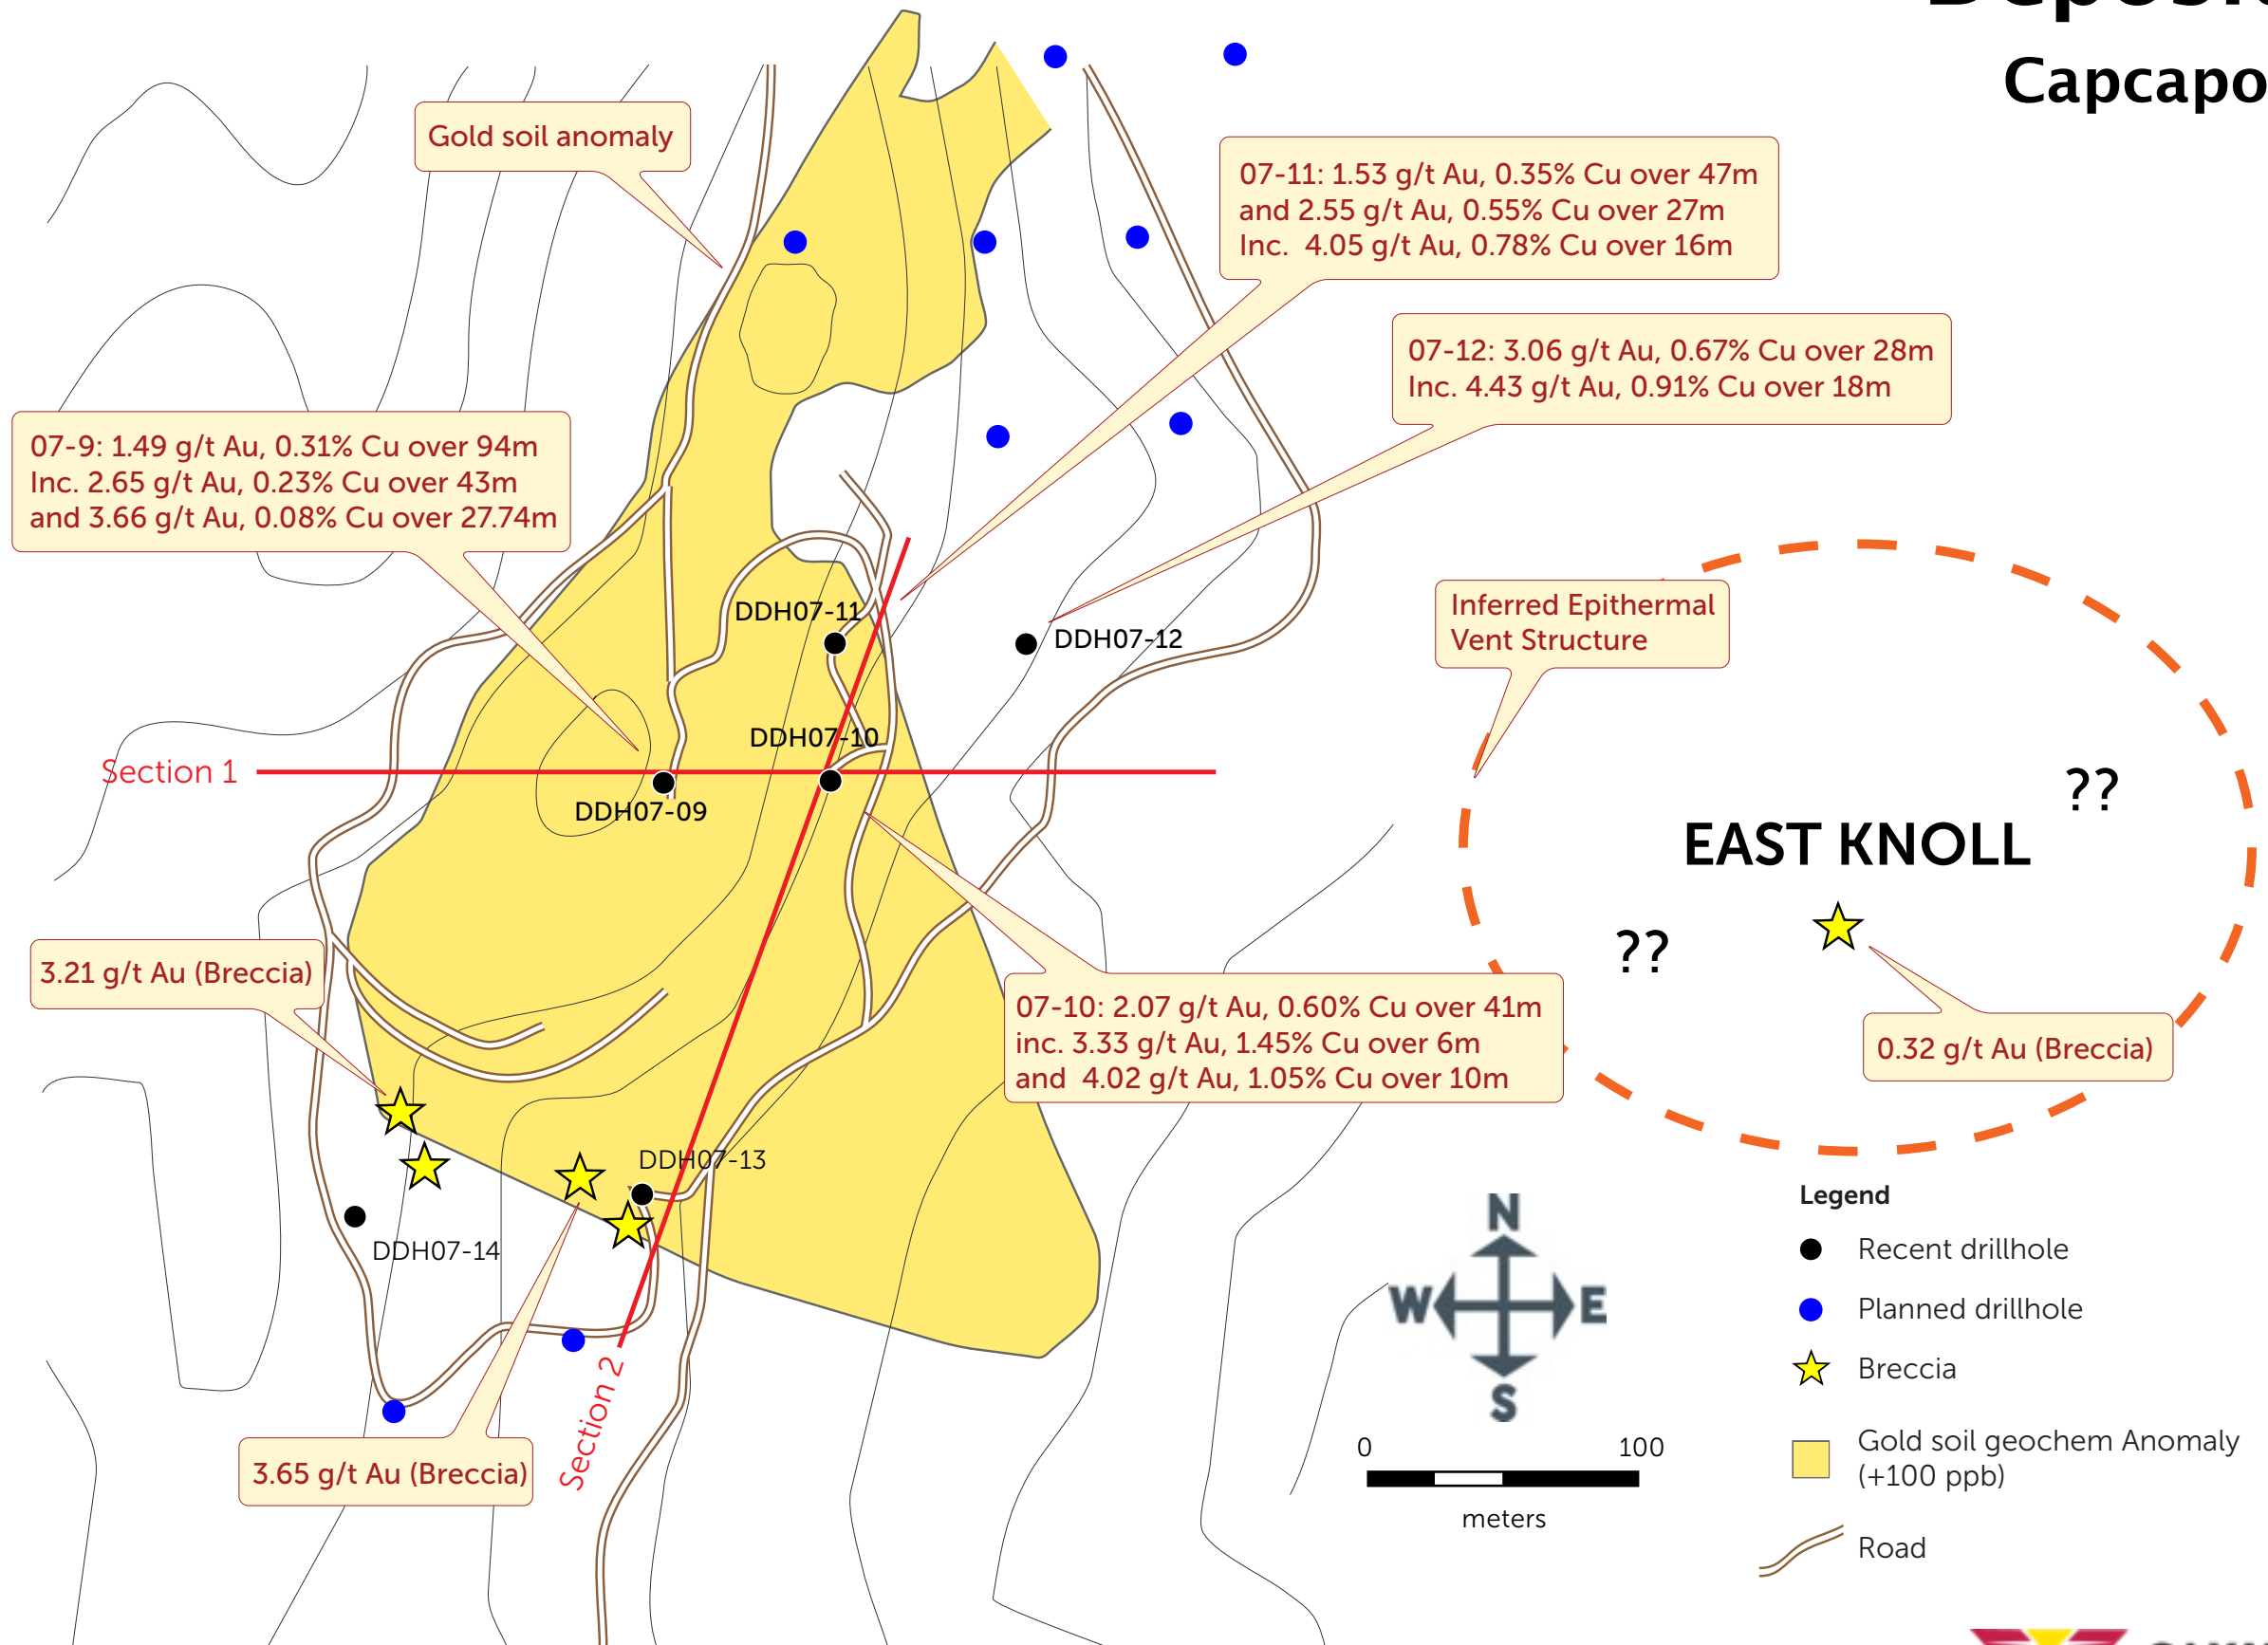 Capcapo
Gold soil anomaly
07-11: 1.53 g/t Au, 0.35% Cu over 47m
and 2.55 g/t Au, 0.55% Cu over 27m
Inc. 4.05 g/t Au, 0.78% Cu over 16m
07-12: 3.06 g/t Au, 0.67% Cu over 28m
Inc. 4.43 g/t Au, 0.91% Cu over 18m
07-9: 1.49 g/t Au, 0.31% Cu over 94m
Inc. 2.65 g/t Au, 0.23% Cu over 43m
and 3.66 g/t Au, 0.08% Cu over 27.74m
DDH07-11
DDH07-12
Inferred Epithermal
Vent Structure
DDH07-10
Section 1
DDH07-09
??
EAST KNOLL
??
3.21 g/t Au (Breccia)
07-10: 2.07 g/t Au, 0.60% Cu over 41m
inc. 3.33 g/t Au, 1.45% Cu over 6m
and 4.02 g/t Au, 1.05% Cu over 10m
0.32 g/t Au (Breccia)
DDH07-13
DDH07-14
Section 2
3.65 g/t Au (Breccia)
N
W E
S
0 100
meters
Legend
Recent drillhole
Planned drillhole
Breccia
Gold soil geochem Anomaly
(+100 ppb)
Road